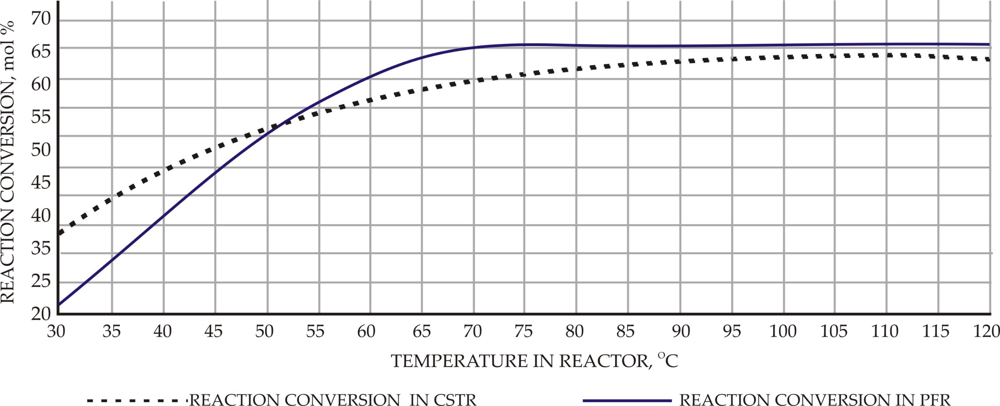 REACTION CONVERSION, mol %
70
65
60
55
50
45
40
35
25
20
30 35 40 45 50 55 60 65 70 75 80 85 90 95 100 105 110 115 120
TEMPERATURE IN REACTOR, °C
REACTION CONVERSION IN CSTR REACTION CONVERSION IN PFR